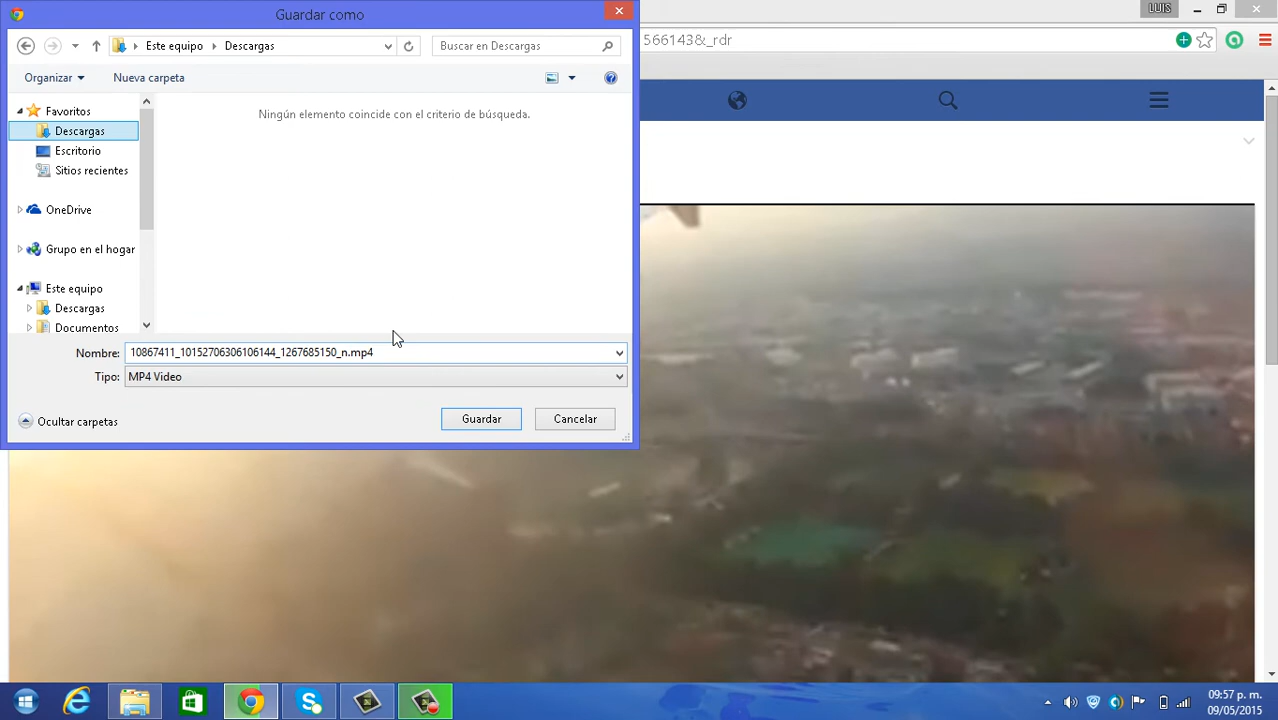 Guardar como
LUIS
Este equipo
Descargas
Buscar en Descargas
566143&_rdr
Organizar
Nueva carpeta
Favoritos
Ningún elemento coincide con el criterio de búsqueda.
Descargas
Escritorio
Sitios recientes
OneDrive
Grupo en el hogar
Este equipo
Descargas
Documentos
Nombre: 10867411_10152706306106144_1267685150_n.mp4
Tipo: MP4 Video
Ocultar carpetas
Guardar
Cancelar
09:57 p. m.
09/05/2015